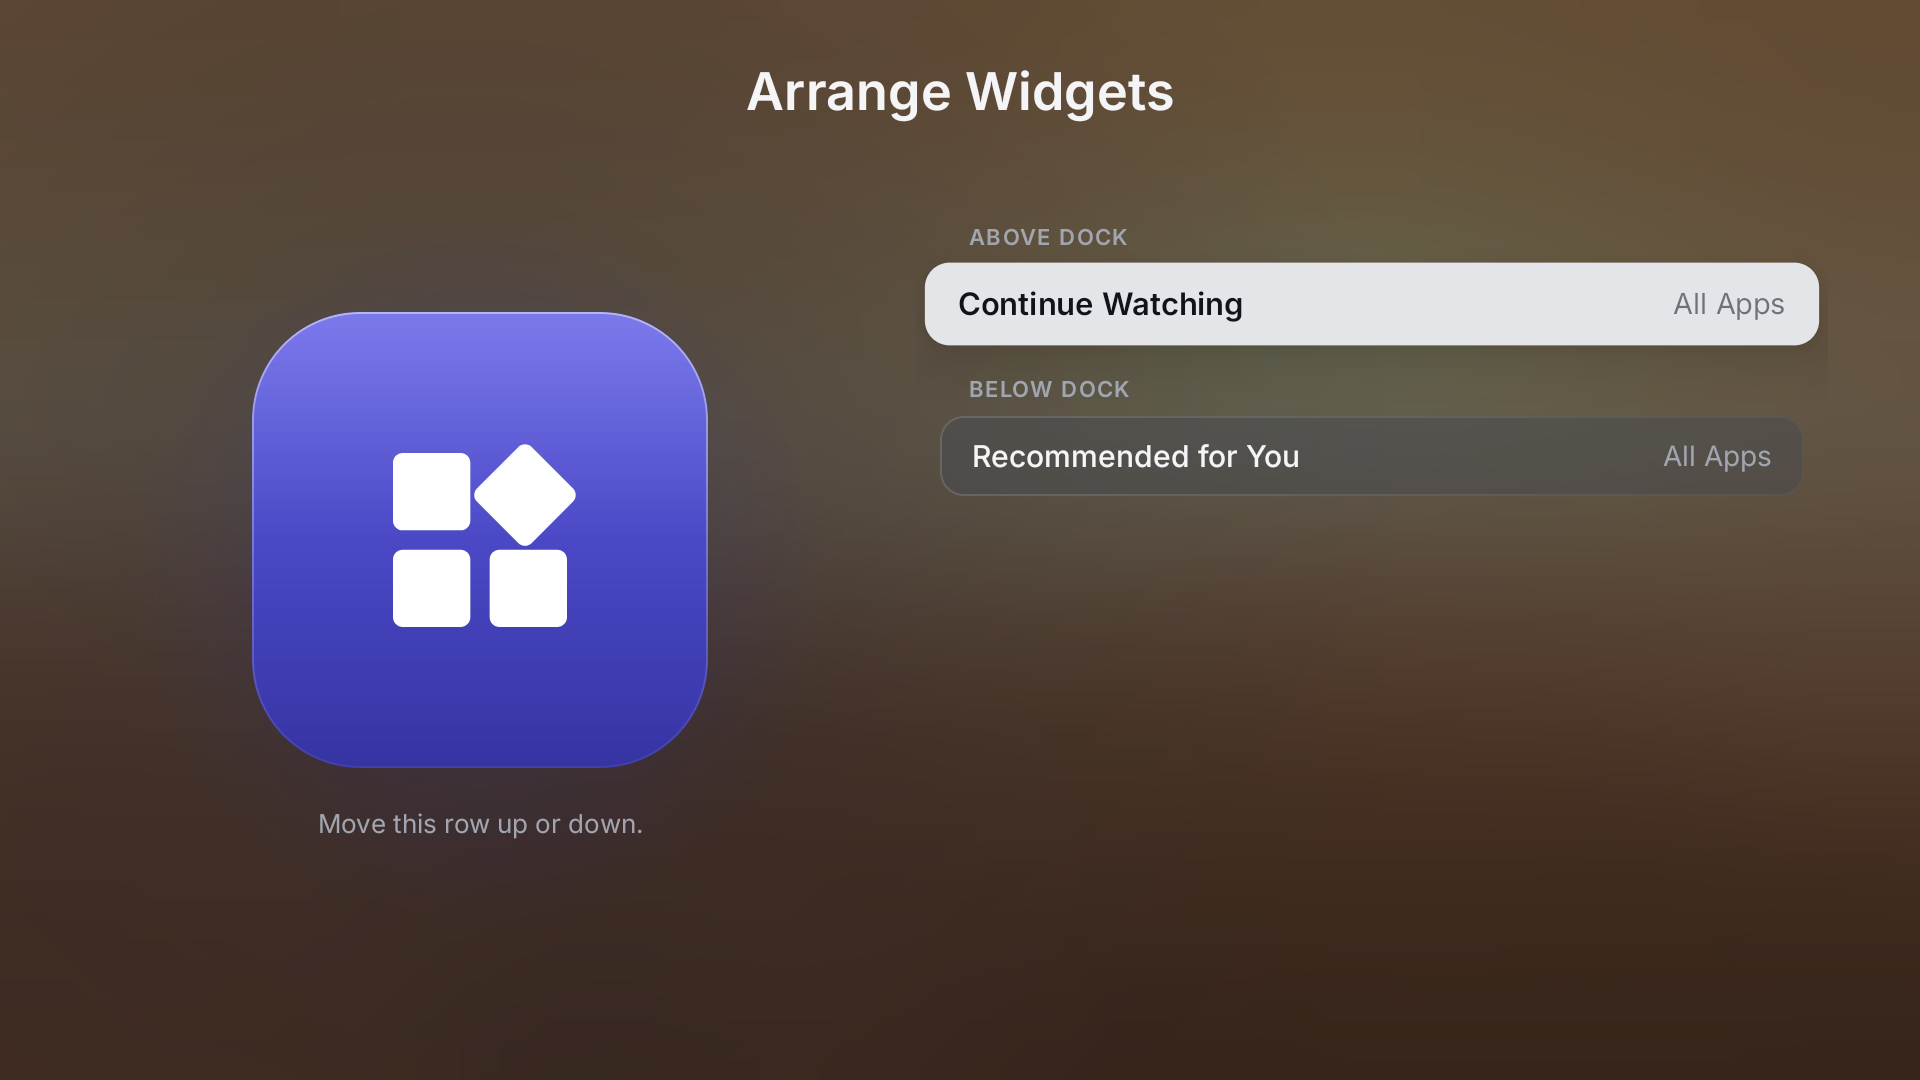 Arrange Widgets
ABOVE DOCK
Continue Watching All Apps
BELOW DOCK
Recommended for You All Apps
Move this row up or down.